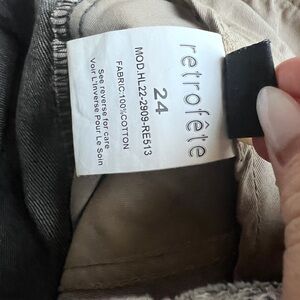 retrofête
24
MOD.HL22-2909-RE513
FABRIC:100%COTTON
See reverse for care
Voir L'inverse Pour Le Soin